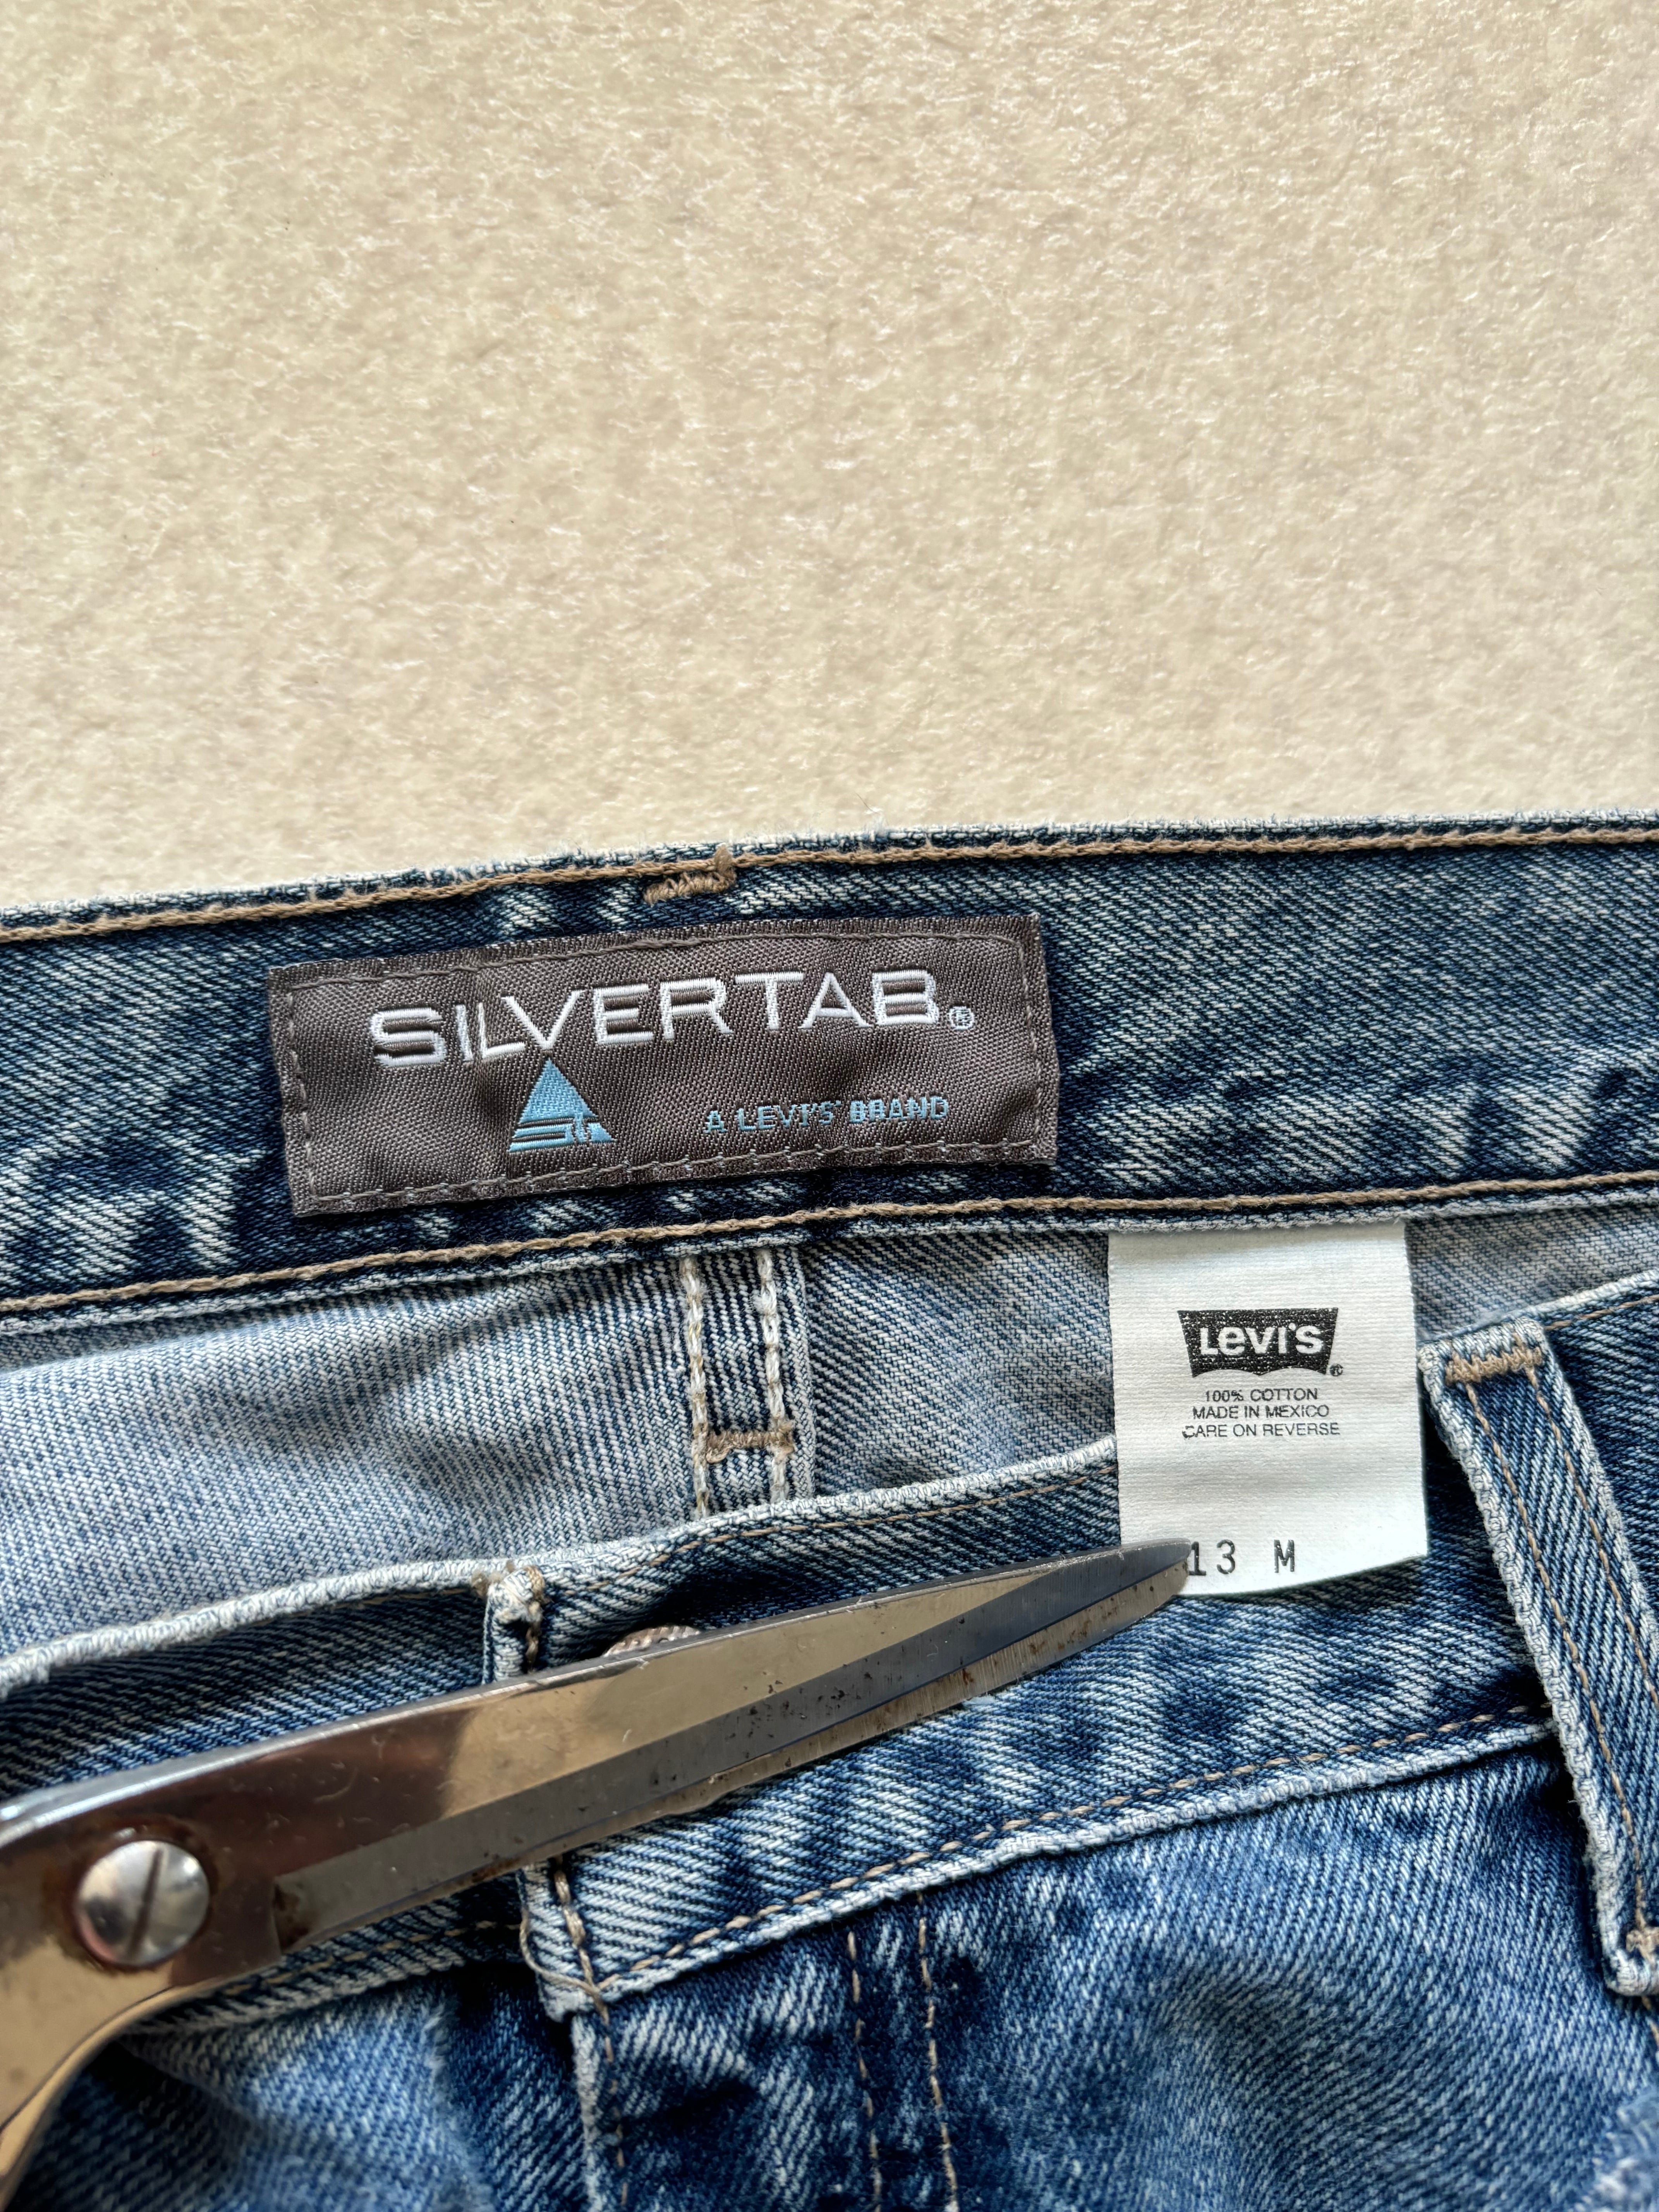 SILVERTAB®
A LEVI'S® BRAND
LEVI'S®
100% COTTON
MADE IN MEXICO
CARE ON REVERSE
13 M